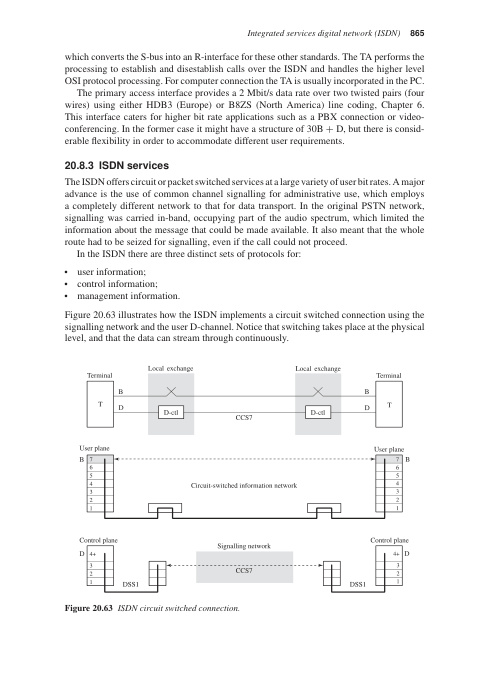 Integrated services digital network (ISDN) 865
which converts the S-bus into an R-interface for these other standards. The TA performs the
processing to establish and disestablish calls over the ISDN and handles the higher level
OSI protocol processing. For computer connection the TA is usually incorporated in the PC.
The primary access interface provides a 2 Mbit/s data rate over two twisted pairs (four
wires) using either HDB3 (Europe) or B8ZS (North America) line coding, Chapter 6.
This interface caters for higher bit rate applications such as a PBX connection or video-
conferencing. In the former case it might have a structure of 30B + D, but there is consid-
erable flexibility in order to accommodate different user requirements.
20.8.3 ISDN services
The ISDN offers circuit or packet switched services at a large variety of user bit rates. A major
advance is the use of common channel signalling for administrative use, which employs
a completely different network to that for data transport. In the original PSTN network,
signalling was carried in-band, occupying part of the audio spectrum, which limited the
information about the message that could be made available. It also meant that the whole
route had to be seized for signalling, even if the call could not proceed.
In the ISDN there are three distinct sets of protocols for:
• user information;
• control information;
• management information.
Figure 20.63 illustrates how the ISDN implements a circuit switched connection using the
signalling network and the user D-channel. Notice that switching takes place at the physical
level, and that the data can stream through continuously.
Local exchange Local exchange
Terminal Terminal
B B
T T
D D-ctl D-ctl D
CCS7
User plane User plane
B 7 7 B
6 6
5 5
4 Circuit-switched information network 4
3 3
2 2
1 1
Control plane Control plane
Signalling network
D 4+ 4+ D
3 3
2 CCS7 2
1 DSS1 DSS1 1
Figure 20.63 ISDN circuit switched connection.